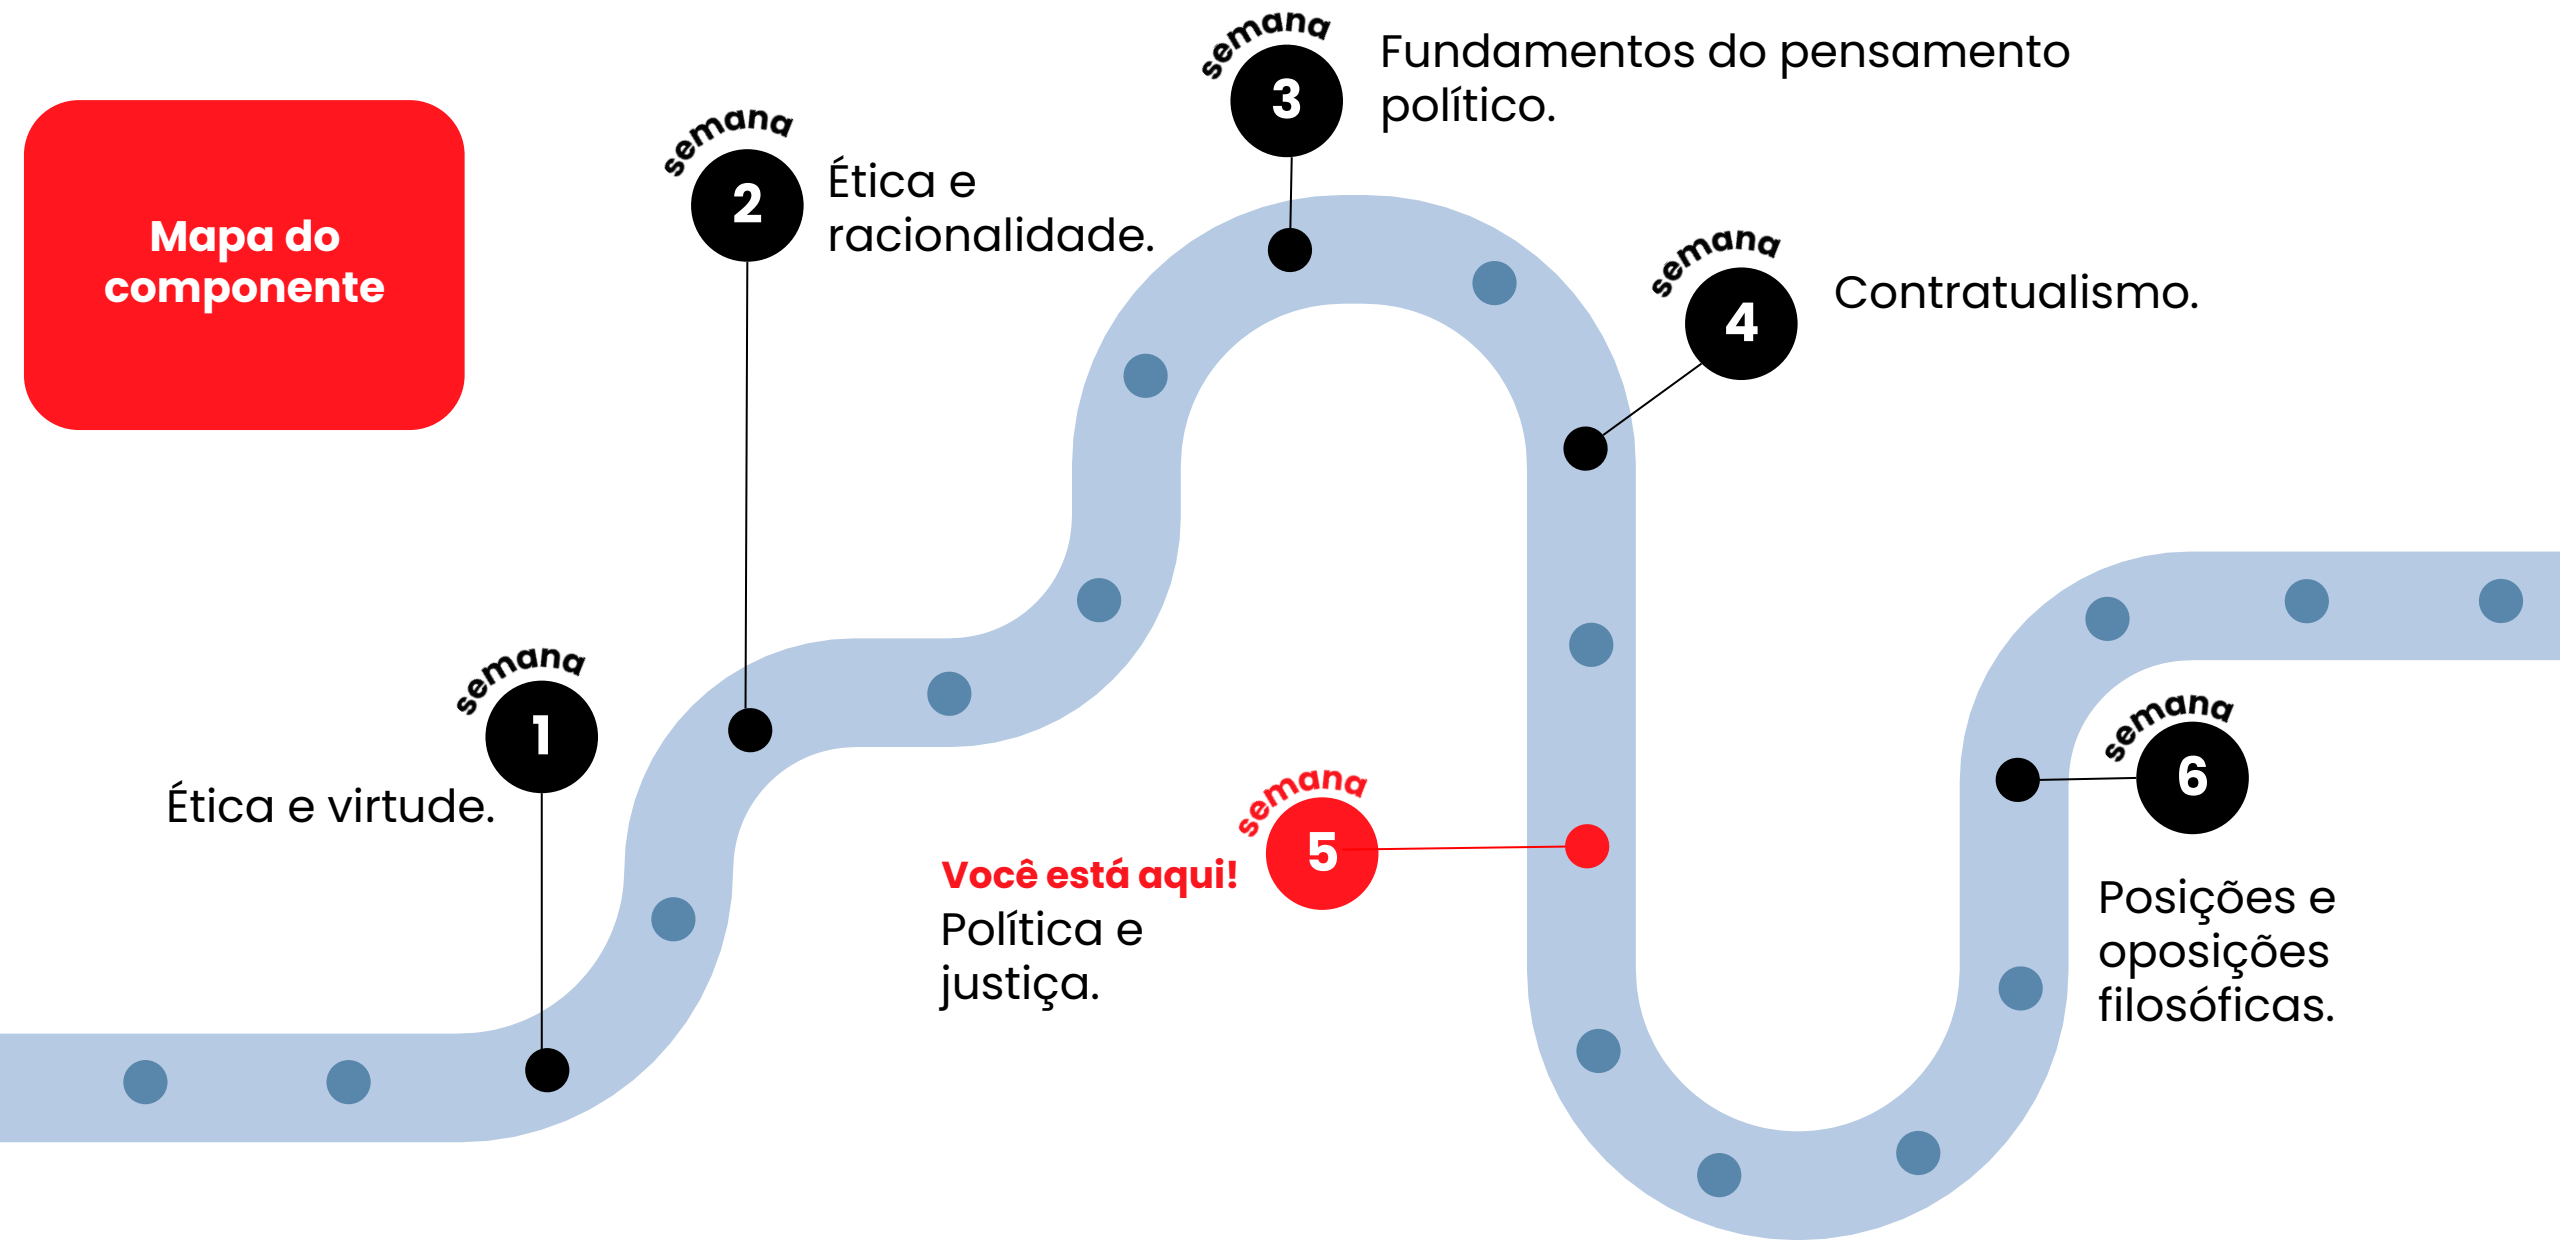 Mapa do
componente
semana
1
Ética e virtude.
semana
2
Ética e
racionalidade.
semana
3
Fundamentos do pensamento
político.
semana
4
Contratualismo.
semana
5
Você está aqui!
Política e
justiça.
semana
6
Posições e
oposições
filosóficas.